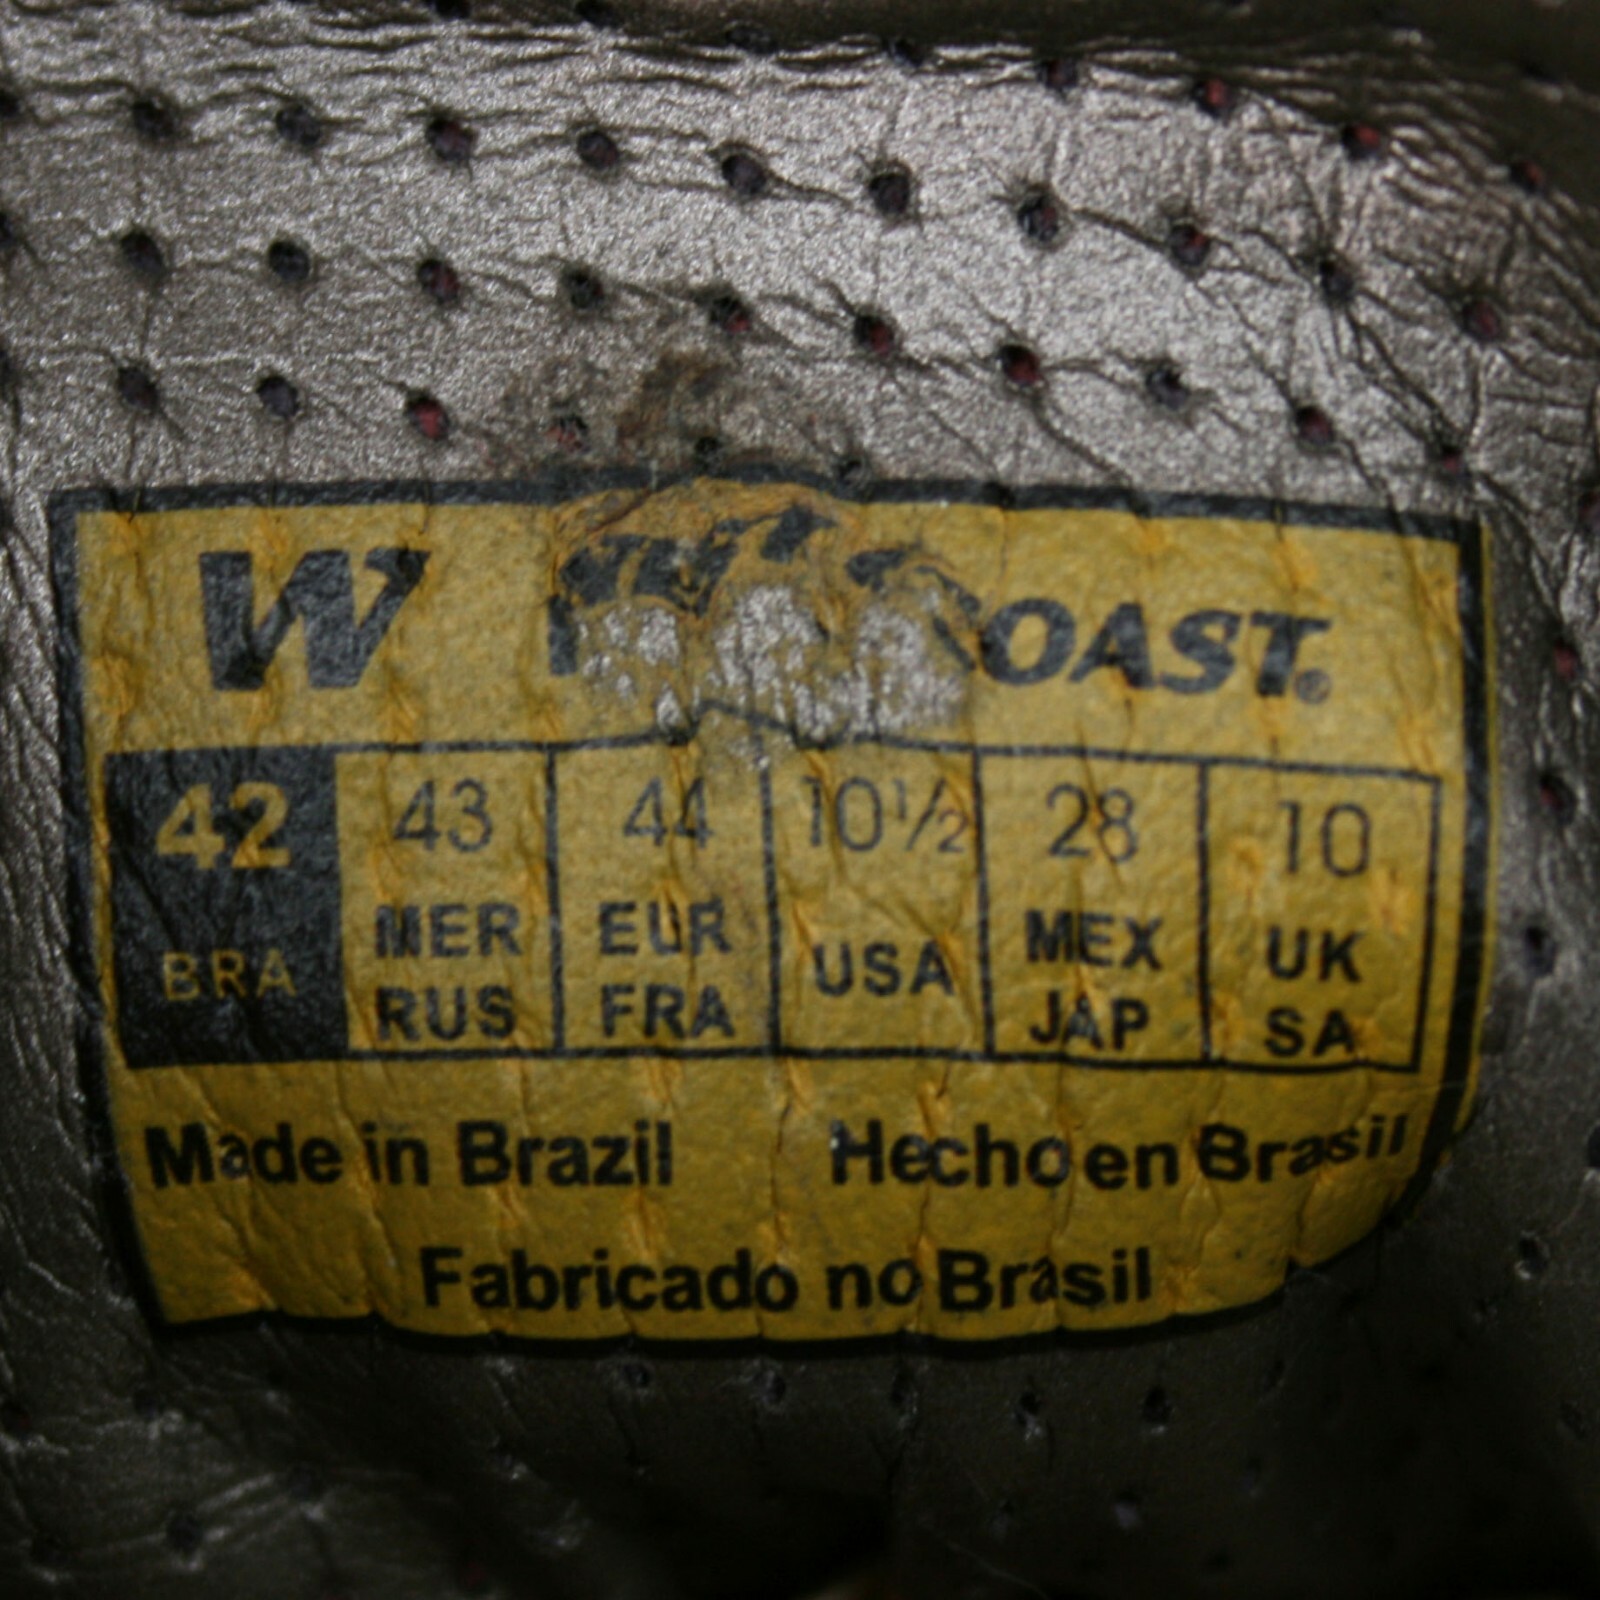 W COAST®
42 43 44 10½ 28 10
BRA MER EUR USA MEX UK
RUS FRA JAP SA
Made in Brazil Hecho en Brasil
Fabricado no Brasil